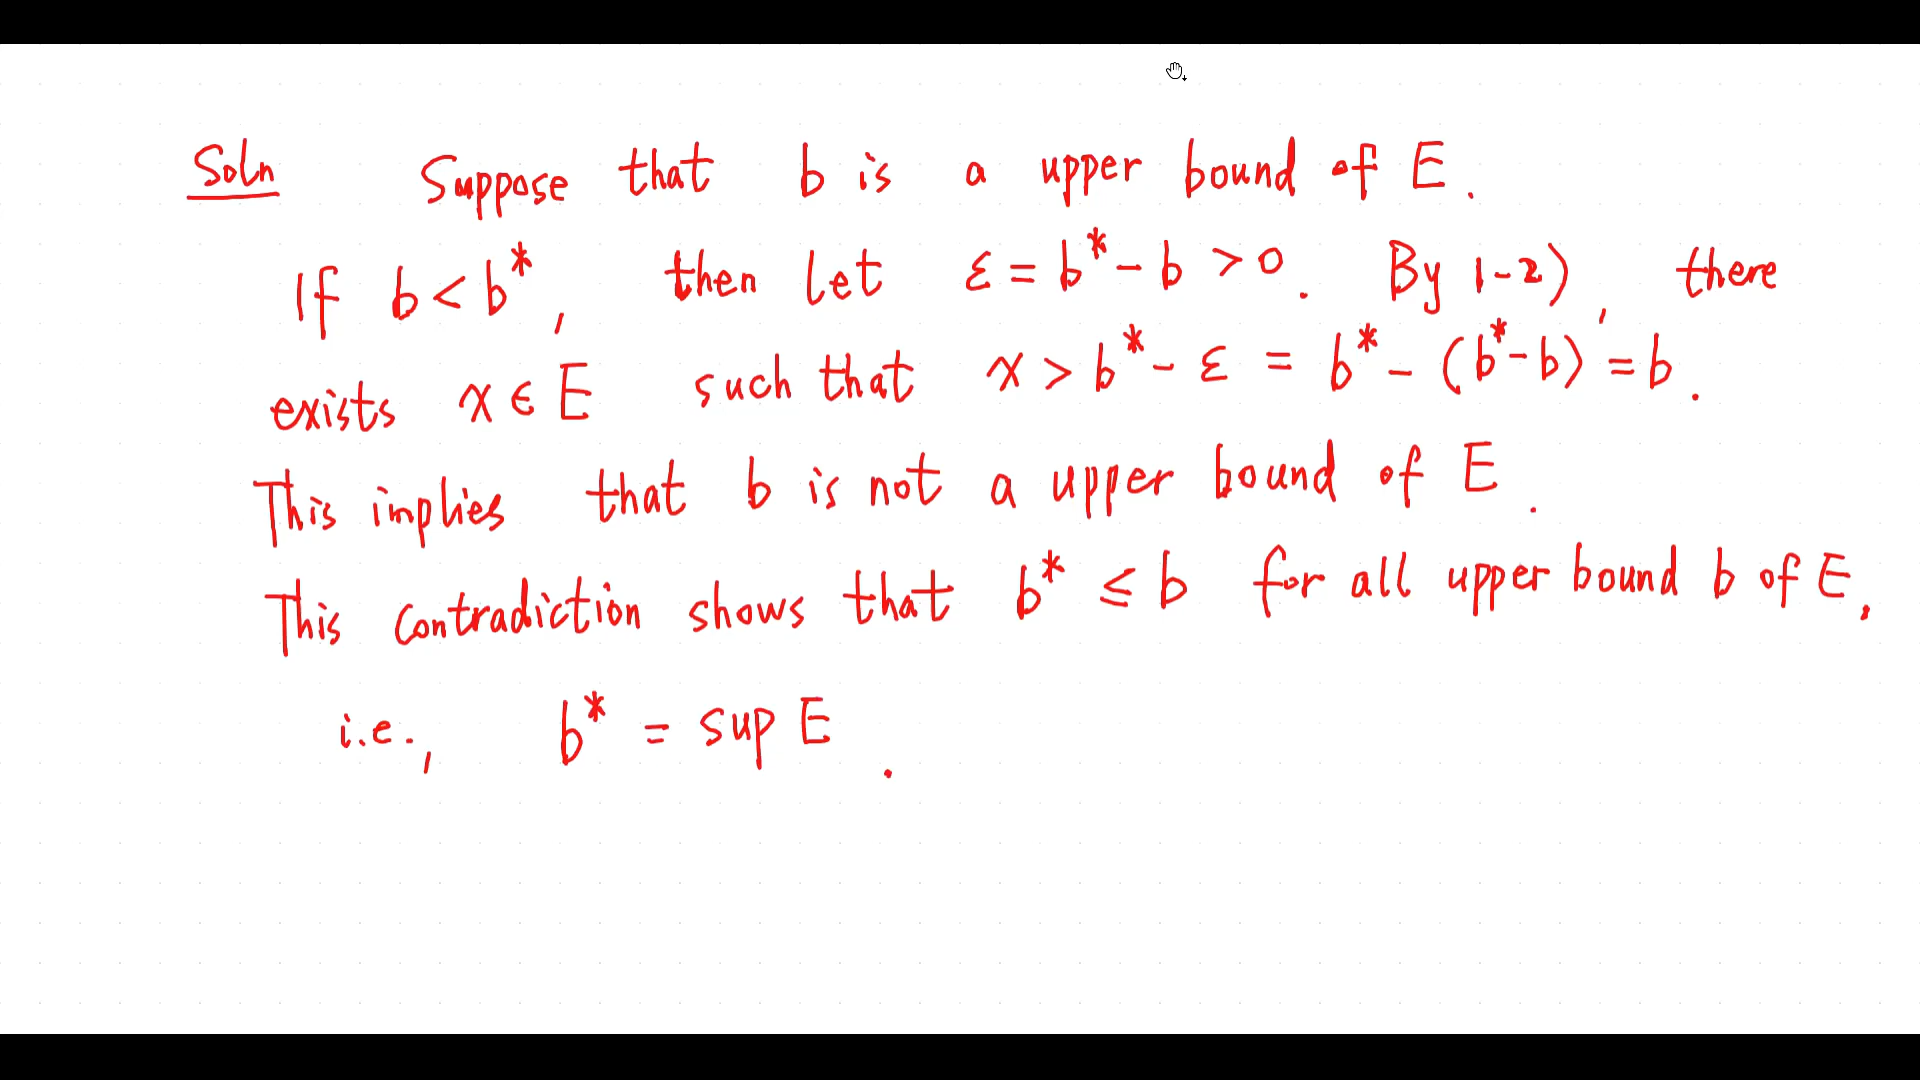 Soln Suppose that b is a upper bound of E.
If b < b*, then let ε = b* - b > 0. By 1-2), there
exists x ∈ E such that x > b* - ε = b* - (b* - b) = b.
This implies that b is not a upper bound of E.
This contradiction shows that b* ≤ b for all upper bound b of E.
i.e., b* = sup E.